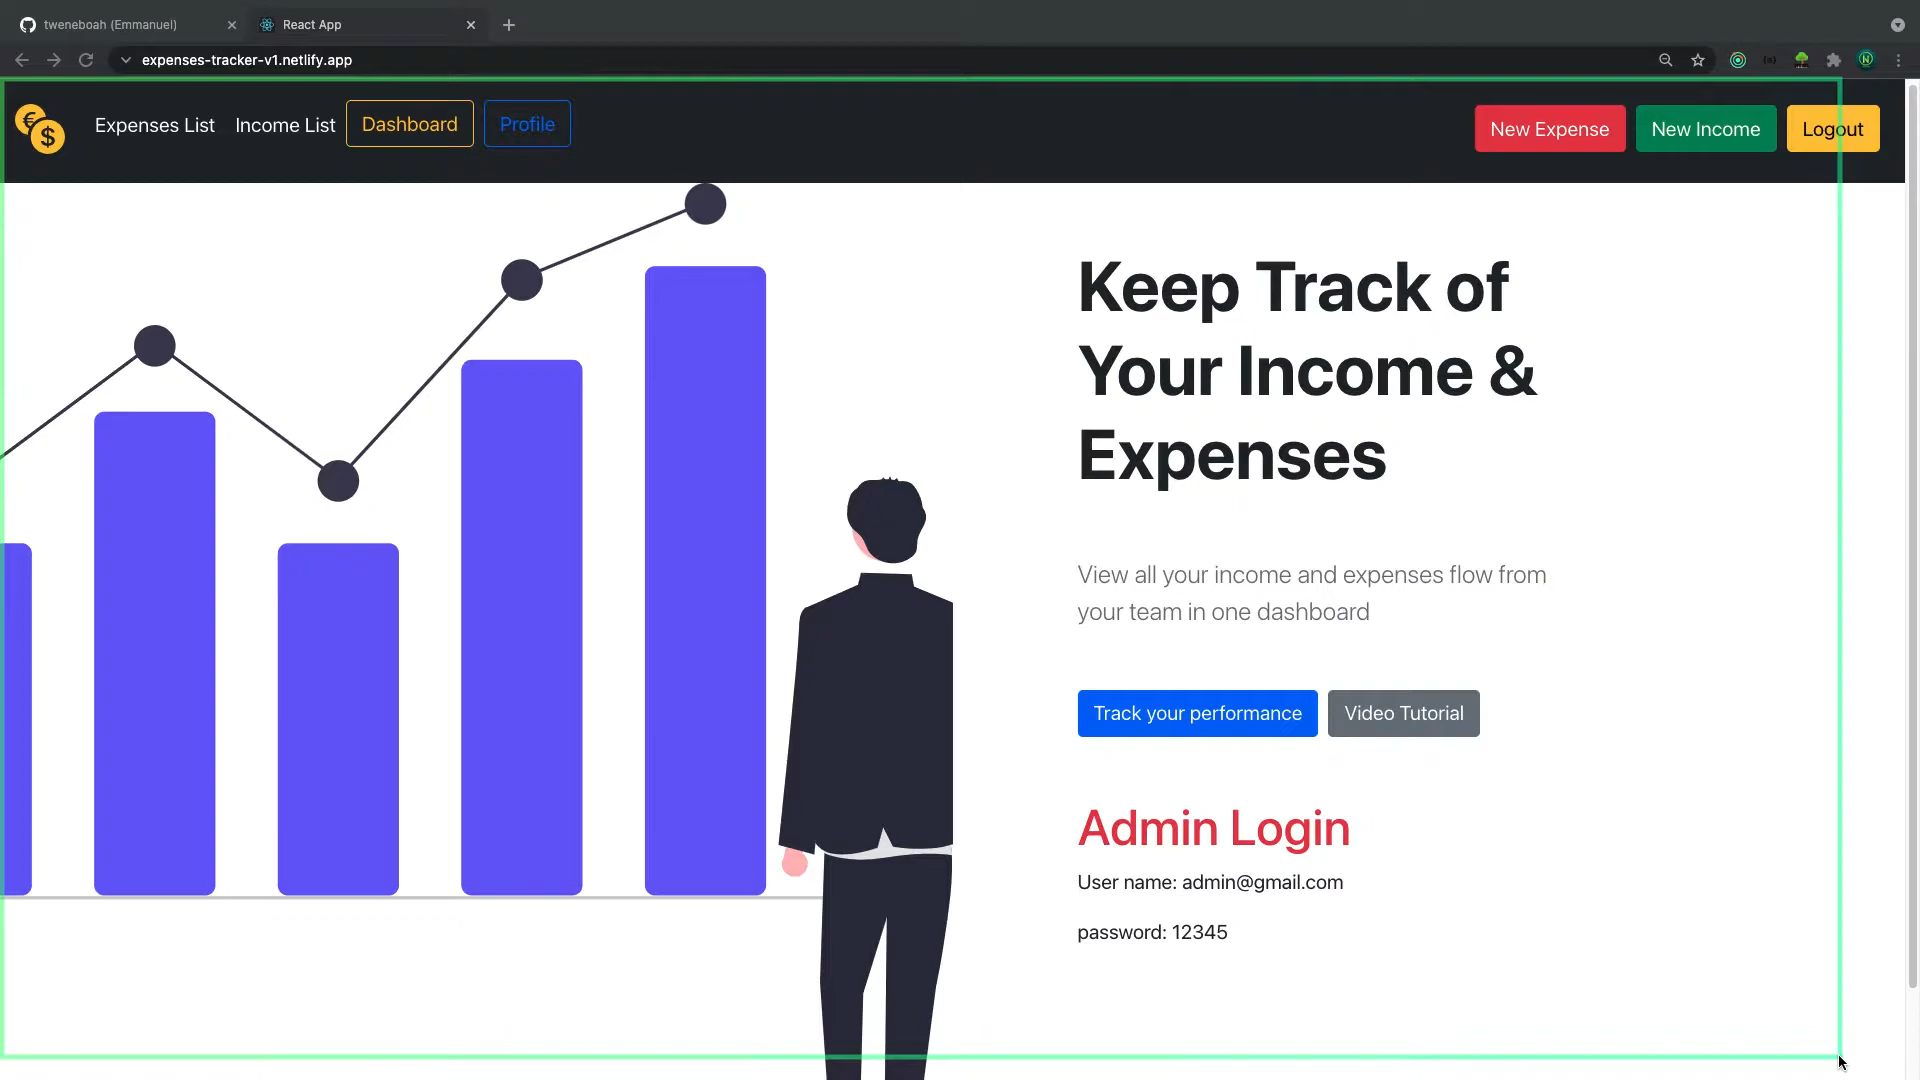 tweneboah (Emmanuel)
React App
expenses-tracker-v1.netlify.app
€
$
Expenses List
Income List
Dashboard
Profile
New Expense
New Income
Logout
Keep Track of
Your Income &
Expenses
View all your income and expenses flow from
your team in one dashboard
Track your performance
Video Tutorial
Admin Login
User name: admin@gmail.com
password: 12345